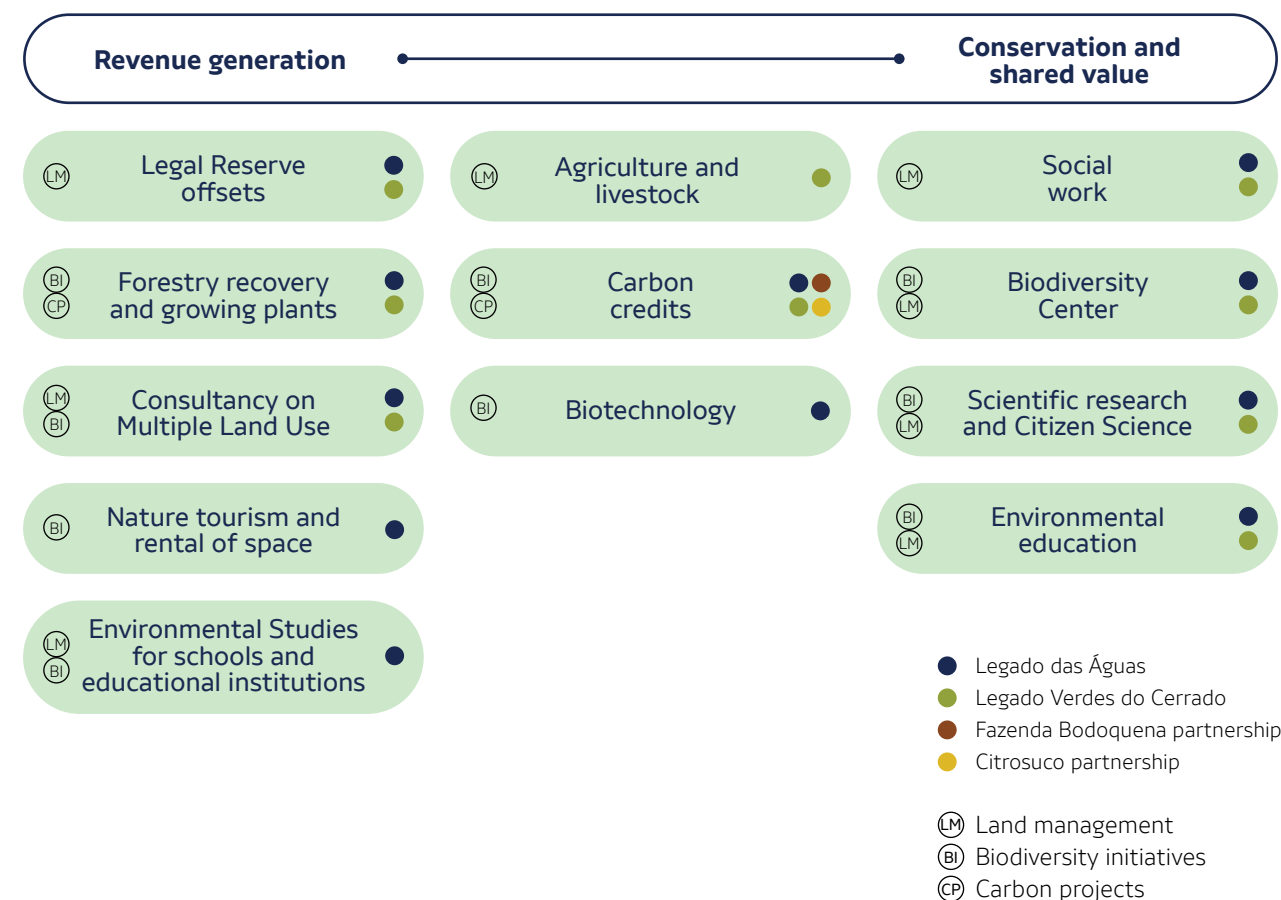 Revenue generation
Conservation and
shared value
LM
Legal Reserve
offsets
BI
CP
Forestry recovery
and growing plants
LM
BI
Consultancy on
Multiple Land Use
BI
Nature tourism and
rental of space
LM
BI
Environmental Studies
for schools and
educational institutions
LM
Agriculture and
livestock
BI
CP
Carbon
credits
BI
Biotechnology
LM
Social
work
BI
LM
Biodiversity
Center
BI
LM
Scientific research
and Citizen Science
BI
LM
Environmental
education
Legado das Águas
Legado Verdes do Cerrado
Fazenda Bodoquena partnership
Citrosuco partnership
LM Land management
BI Biodiversity initiatives
CP Carbon projects